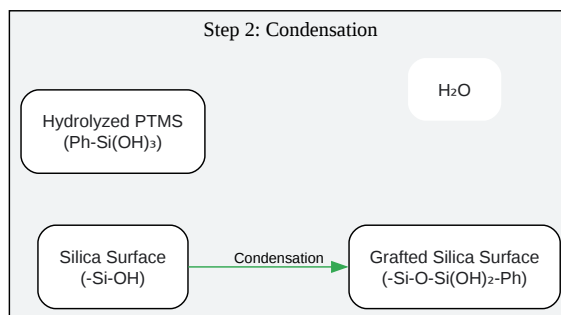 Step 2: Condensation
H₂O
Hydrolyzed PTMS
(Ph-Si(OH)₃)
Silica Surface
(-Si-OH)
Condensation
Grafted Silica Surface
(-Si-O-Si(OH)₂-Ph)